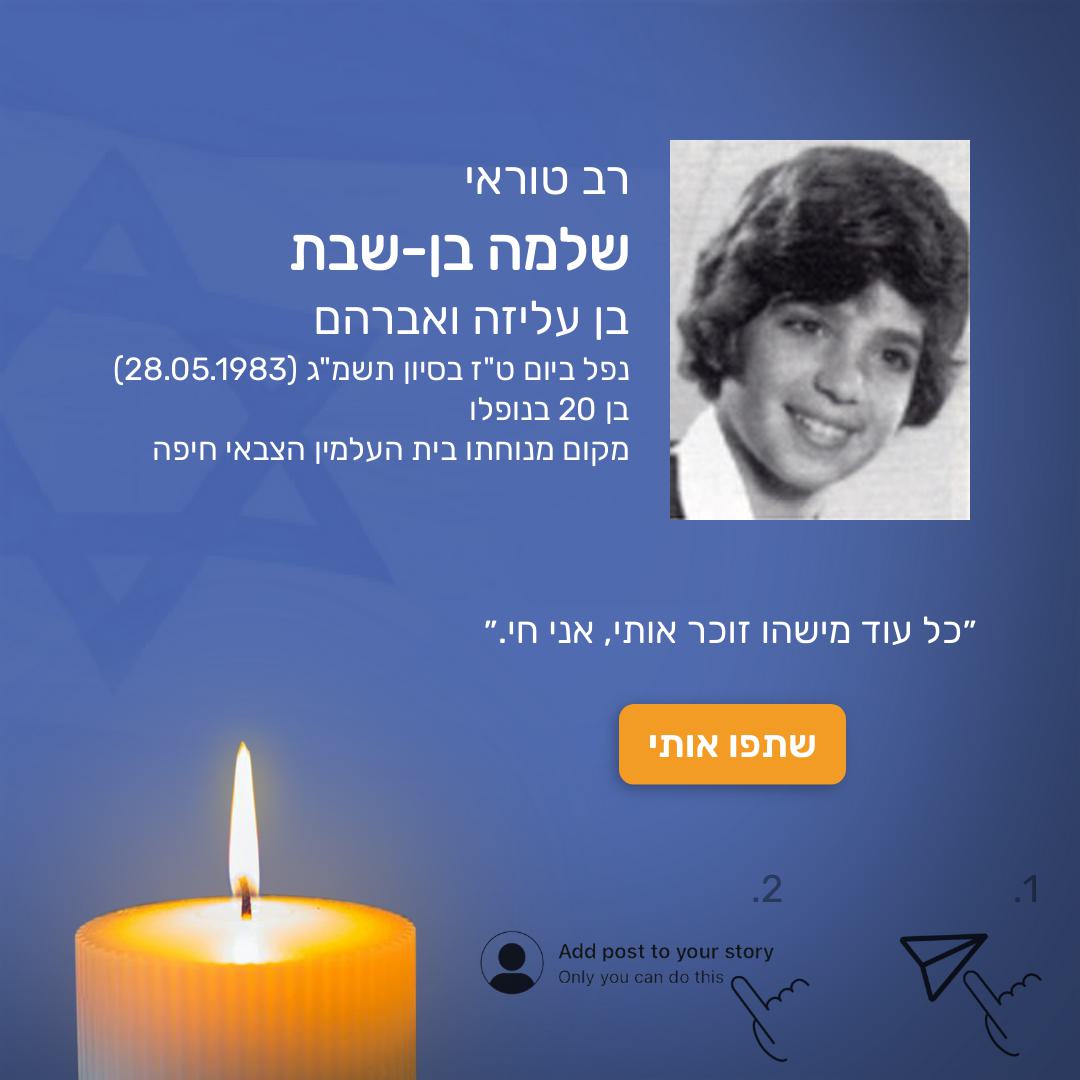 רב טוראי
שלמה בן-שבת
בן עליזה ואברהם
נפל ביום ט"ז בסיון תשמ"ג (28.05.1983)
בן 20 בנופלו
מקום מנוחתו בית העלמין הצבאי חיפה
״כל עוד מישהו זוכר אותי, אני חי.״
שתפו אותי
1.
2.
Add post to your story
Only you can do this